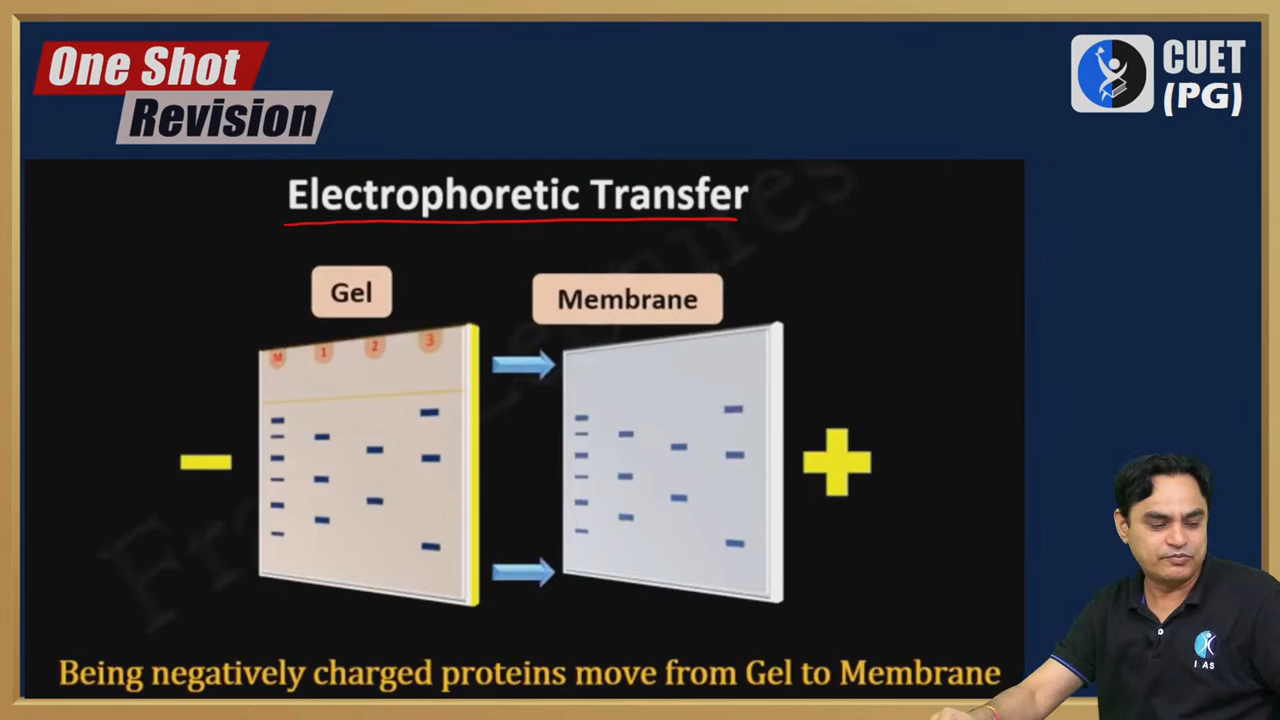 One Shot
Revision
CUET
(PG)
Electrophoretic Transfer
Gel
Membrane
M 1 2 3
Being negatively charged proteins move from Gel to Membrane